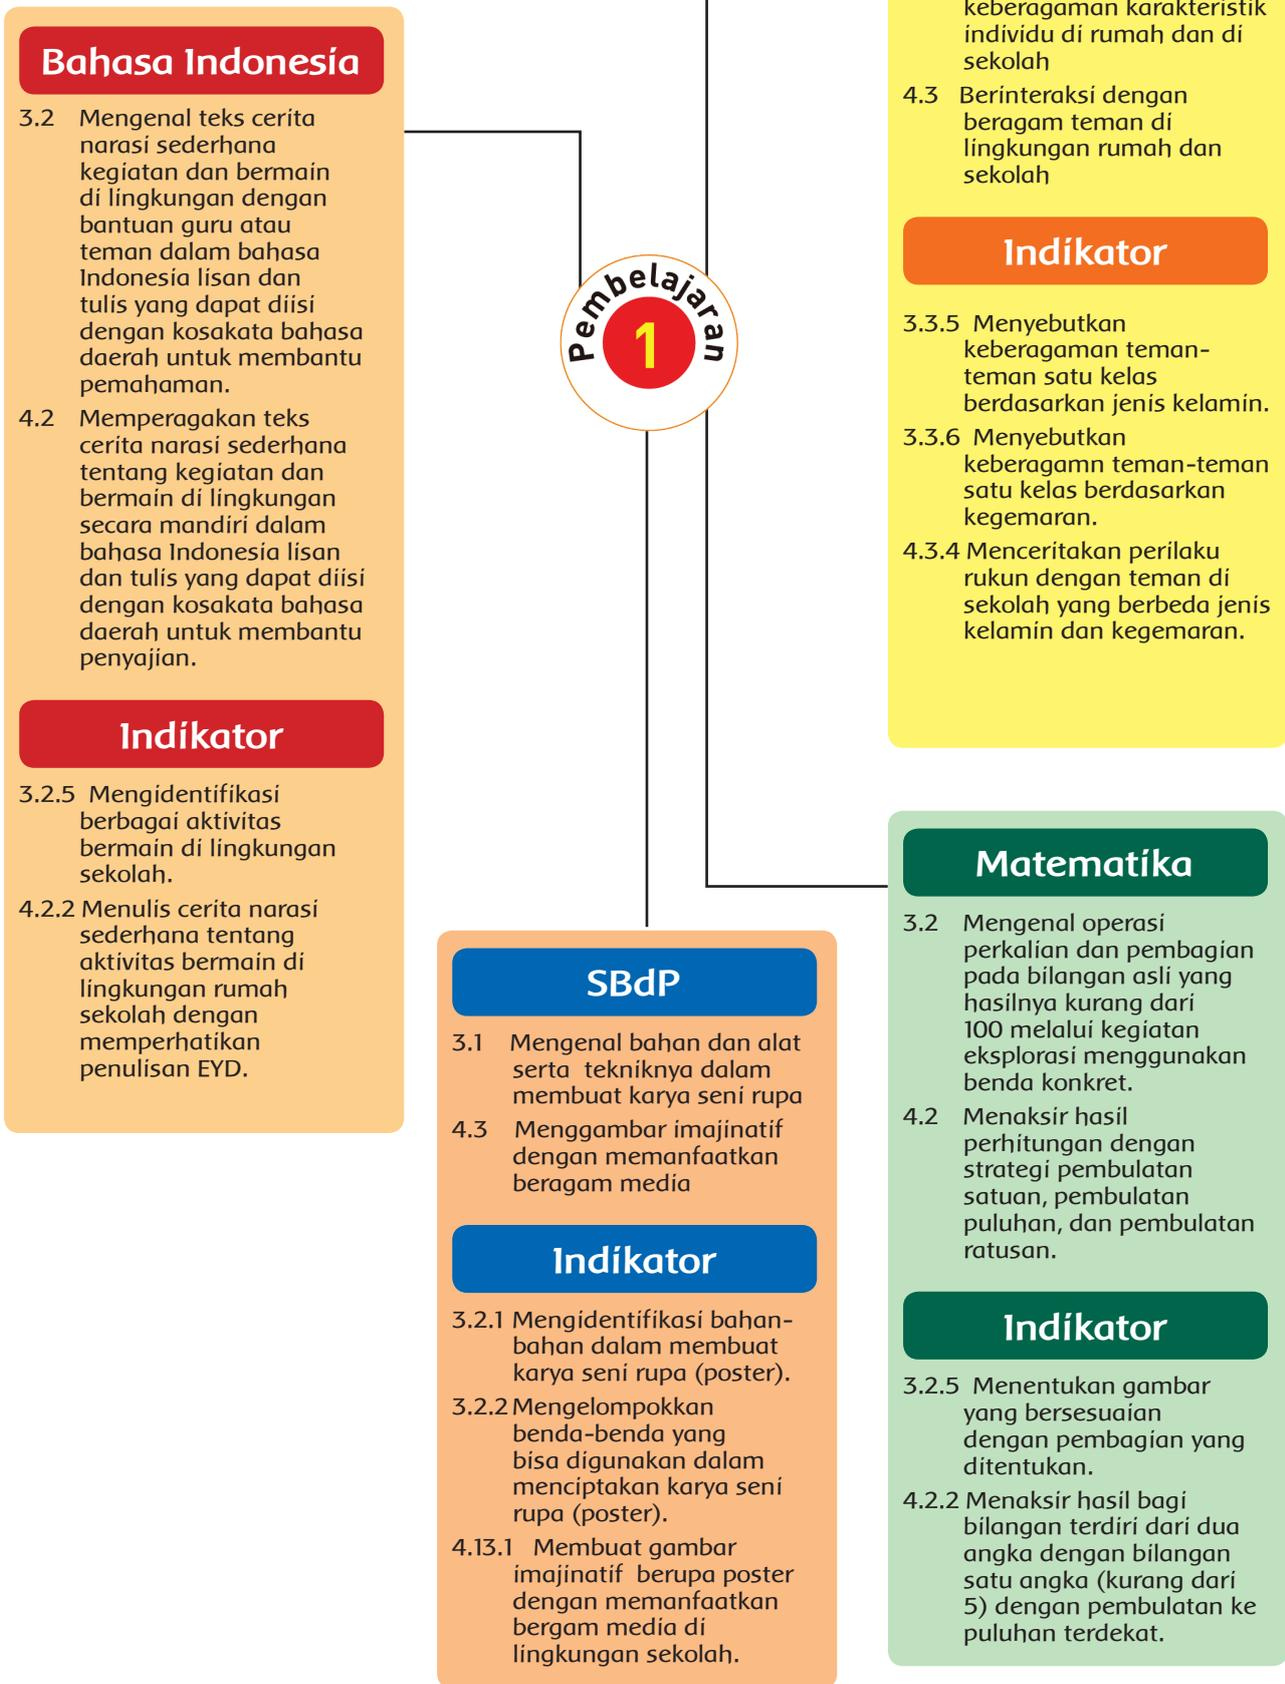 Bahasa Indonesia
3.2 Mengenal teks cerita
narasi sederhana
kegiatan dan bermain
di lingkungan dengan
bantuan guru atau
teman dalam bahasa
Indonesia lisan dan
tulis yang dapat diisi
dengan kosakata bahasa
daerah untuk membantu
pemahaman.
4.2 Memperagakan teks
cerita narasi sederhana
tentang kegiatan dan
bermain di lingkungan
secara mandiri dalam
bahasa Indonesia lisan
dan tulis yang dapat diisi
dengan kosakata bahasa
daerah untuk membantu
penyajian.
Indikator
3.2.5 Mengidentifikasi
berbagai aktivitas
bermain di lingkungan
sekolah.
4.2.2 Menulis cerita narasi
sederhana tentang
aktivitas bermain di
lingkungan rumah
sekolah dengan
memperhatikan
penulisan EYD.
Pembelajaran
1
SBdP
3.1 Mengenal bahan dan alat
serta tekniknya dalam
membuat karya seni rupa
4.3 Menggambar imajinatif
dengan memanfaatkan
beragam media
Indikator
3.2.1 Mengidentifikasi bahan-
bahan dalam membuat
karya seni rupa (poster).
3.2.2 Mengelompokkan
benda-benda yang
bisa digunakan dalam
menciptakan karya seni
rupa (poster).
4.13.1 Membuat gambar
imajinatif berupa poster
dengan memanfaatkan
bergam media di
lingkungan sekolah.
keberagaman karakteristik
individu di rumah dan di
sekolah
4.3 Berinteraksi dengan
beragam teman di
lingkungan rumah dan
sekolah
Indikator
3.3.5 Menyebutkan
keberagaman teman-
teman satu kelas
berdasarkan jenis kelamin.
3.3.6 Menyebutkan
keberagamn teman-teman
satu kelas berdasarkan
kegemaran.
4.3.4 Menceritakan perilaku
rukun dengan teman di
sekolah yang berbeda jenis
kelamin dan kegemaran.
Matematika
3.2 Mengenal operasi
perkalian dan pembagian
pada bilangan asli yang
hasilnya kurang dari
100 melalui kegiatan
eksplorasi menggunakan
benda konkret.
4.2 Menaksir hasil
perhitungan dengan
strategi pembulatan
satuan, pembulatan
puluhan, dan pembulatan
ratusan.
Indikator
3.2.5 Menentukan gambar
yang bersesuaian
dengan pembagian yang
ditentukan.
4.2.2 Menaksir hasil bagi
bilangan terdiri dari dua
angka dengan bilangan
satu angka (kurang dari
5) dengan pembulatan ke
puluhan terdekat.